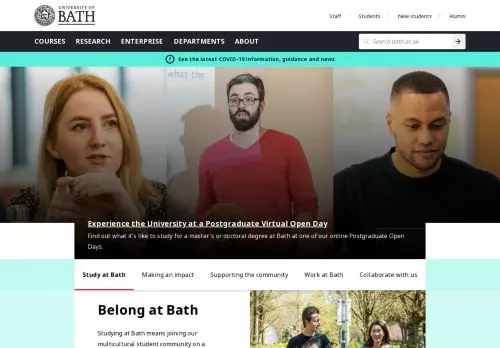 UNIVERSITY OF
BATH
Staff
Students
New students
Alumni
COURSES
RESEARCH
ENTERPRISE
DEPARTMENTS
ABOUT
Search bath.ac.uk
See the latest COVID-19 information, guidance and news
what the
Experience the University at a Postgraduate Virtual Open Day
Find out what it's like to study for a master's or doctoral degree at Bath at one of our online Postgraduate Open
Days.
Study at Bath
Making an impact
Supporting the community
Work at Bath
Collaborate with us
Belong at Bath
Studying at Bath means joining our
multicultural student community on a